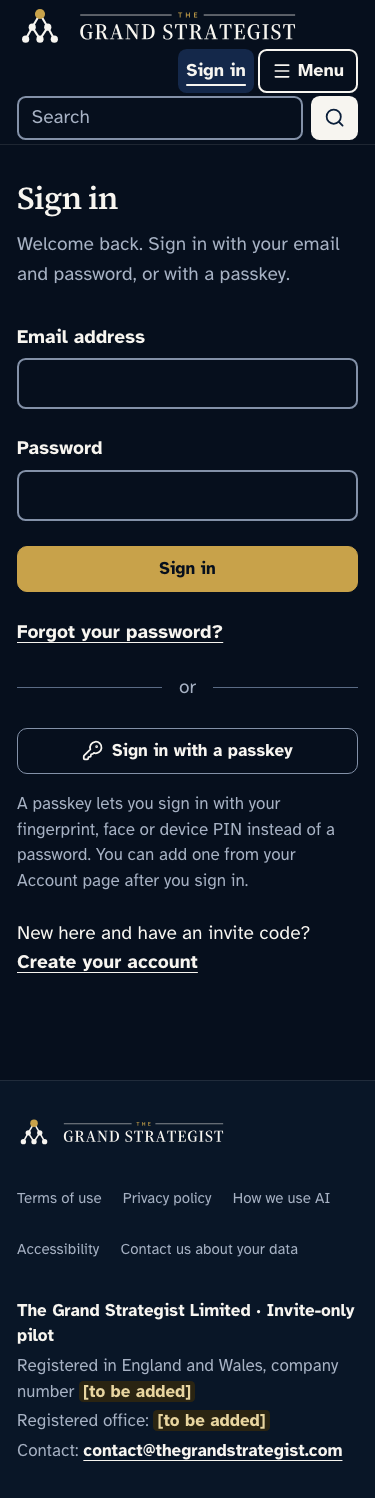 THE
GRAND STRATEGIST
Sign in
Menu
Search
Sign in
Welcome back. Sign in with your email
and password, or with a passkey.
Email address
Password
Sign in
Forgot your password?
or
Sign in with a passkey
A passkey lets you sign in with your
fingerprint, face or device PIN instead of a
password. You can add one from your
Account page after you sign in.
New here and have an invite code?
Create your account
THE
GRAND STRATEGIST
Terms of use Privacy policy How we use AI
Accessibility Contact us about your data
The Grand Strategist Limited · Invite-only
pilot
Registered in England and Wales, company
number [to be added]
Registered office: [to be added]
Contact: contact@thegrandstrategist.com